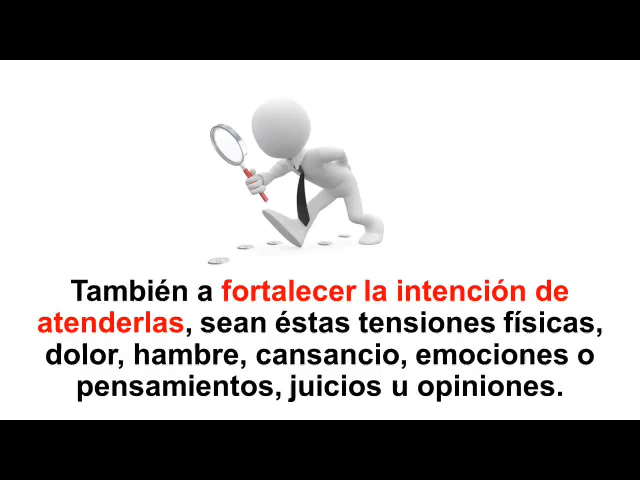 También a fortalecer la intención de
atenderlas, sean éstas tensiones físicas,
dolor, hambre, cansancio, emociones o
pensamientos, juicios u opiniones.